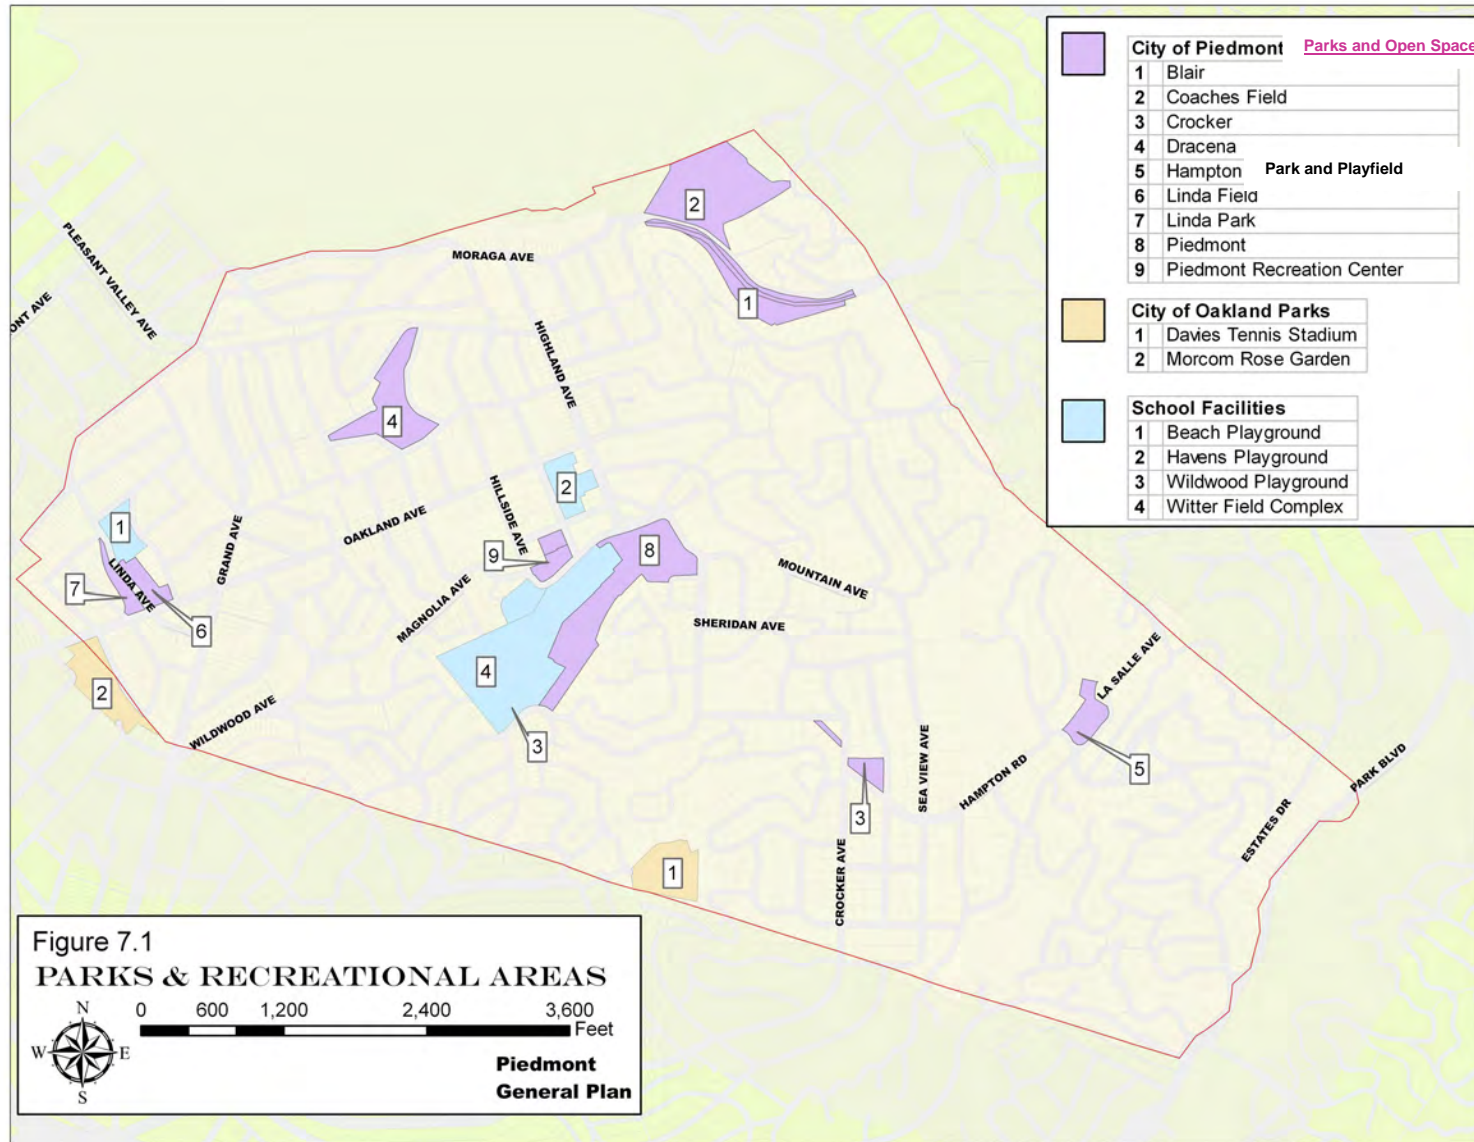 City of Piedmont Parks and Open Space
1 Blair
2 Coaches Field
3 Crocker
4 Dracena
5 Hampton Park and Playfield
6 Linda Field
7 Linda Park
8 Piedmont
9 Piedmont Recreation Center
City of Oakland Parks
1 Davies Tennis Stadium
2 Morcom Rose Garden
School Facilities
1 Beach Playground
2 Havens Playground
3 Wildwood Playground
4 Witter Field Complex
2
1
PLEASANT VALLEY AVE
ONT AVE
MORAGA AVE
HIGHLAND AVE
4
2
HILLSIDE AVE
OAKLAND AVE
GRAND AVE
1
LINDA AVE
7
6
9
8
MAGNOLIA AVE
MOUNTAIN AVE
SHERIDAN AVE
4
3
2
WILDWOOD AVE
LA SALLE AVE
5
SEA VIEW AVE
HAMPTON RD
3
CROCKER AVE
1
PARK BLVD
ESTATES DR
Figure 7.1
PARKS & RECREATIONAL AREAS
N
W E
S
0 600 1,200 2,400 3,600
Feet
Piedmont
General Plan